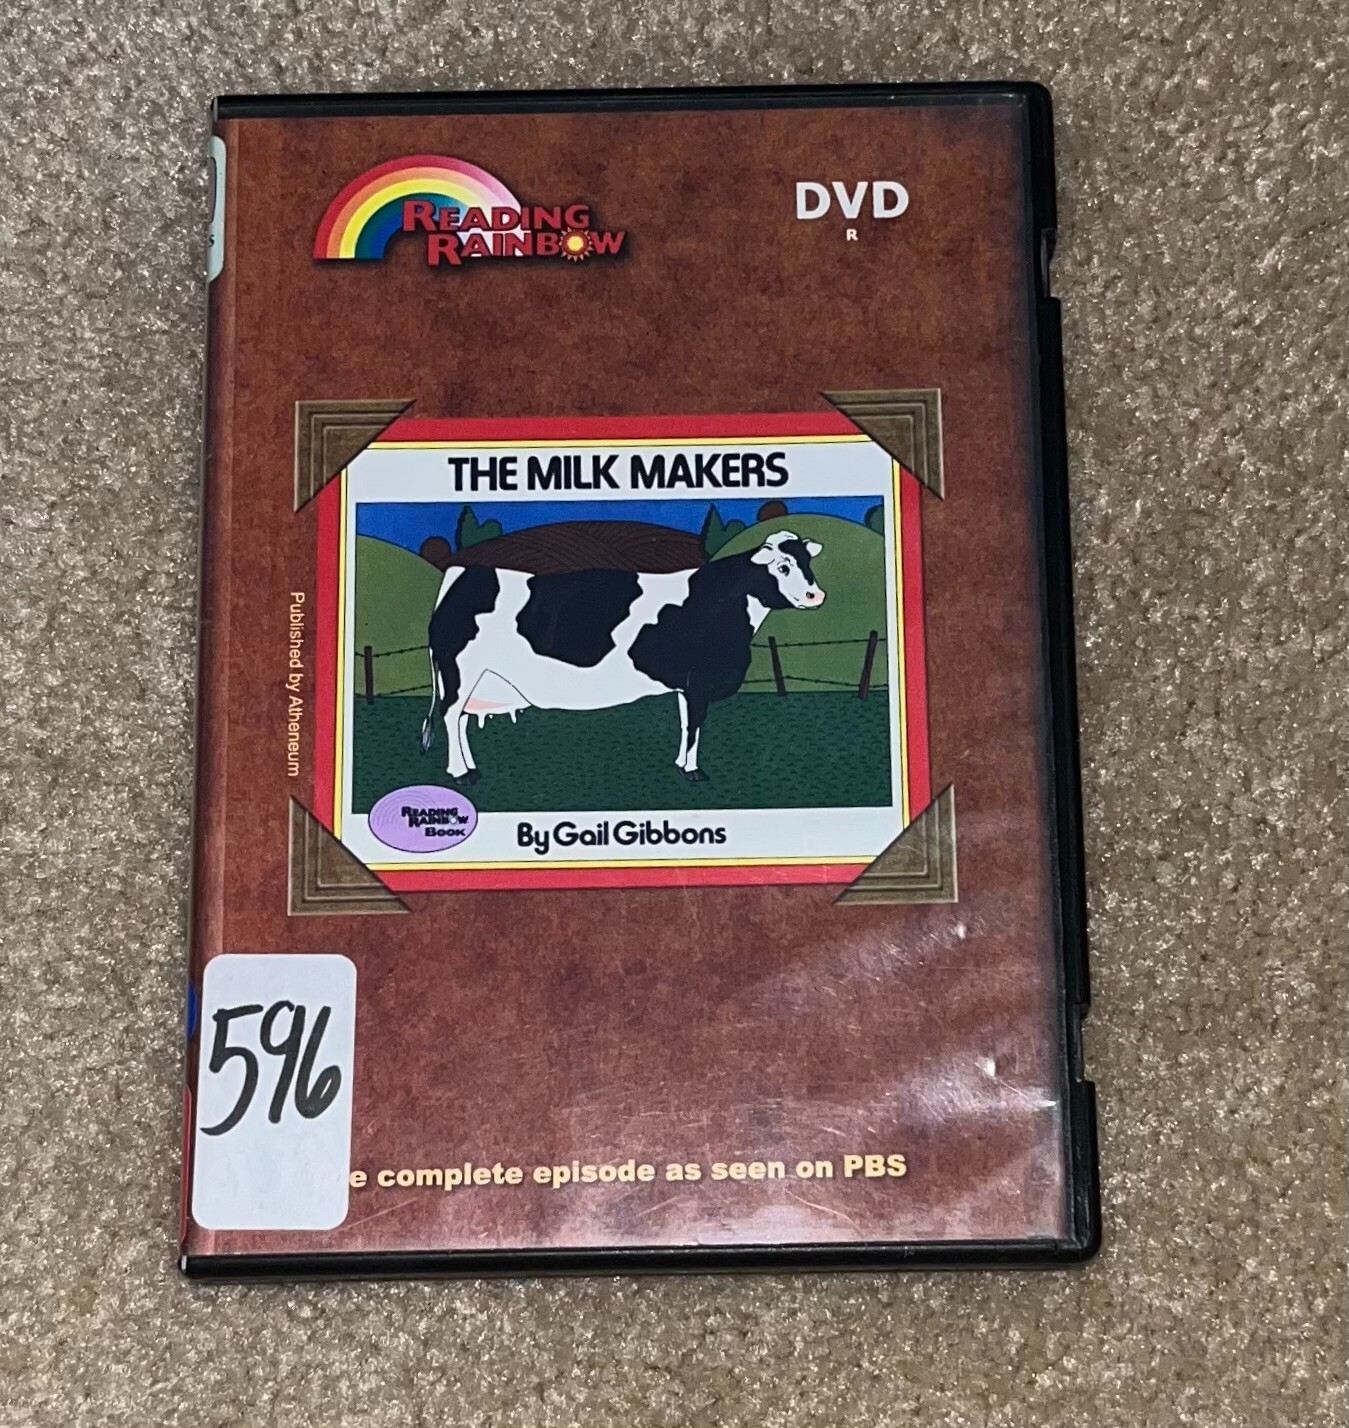 READING
RAINBOW
DVD
R
THE MILK MAKERS
Published by Atheneum
READING
RAINBOW
BOOK
By Gail Gibbons
596
e complete episode as seen on PBS